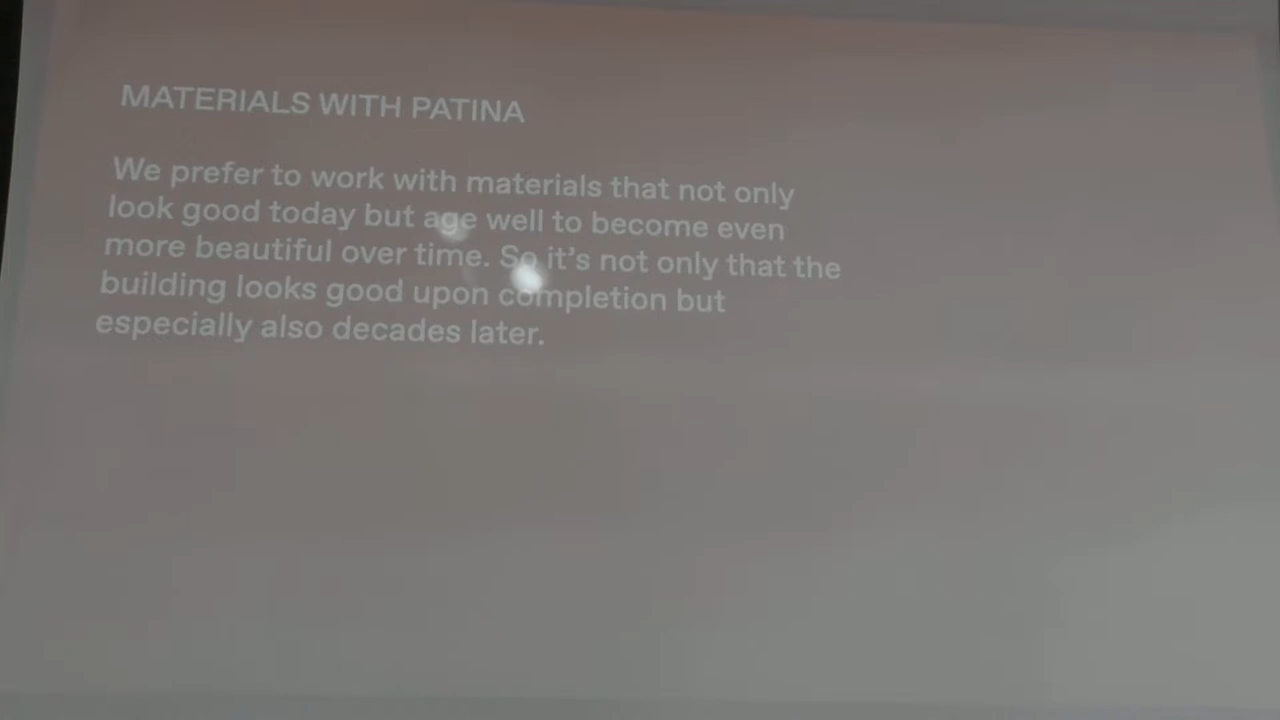 MATERIALS WITH PATINA
We prefer to work with materials that not only
look good today but age well to become even
more beautiful over time. So it’s not only that the
building looks good upon completion but
especially also decades later.